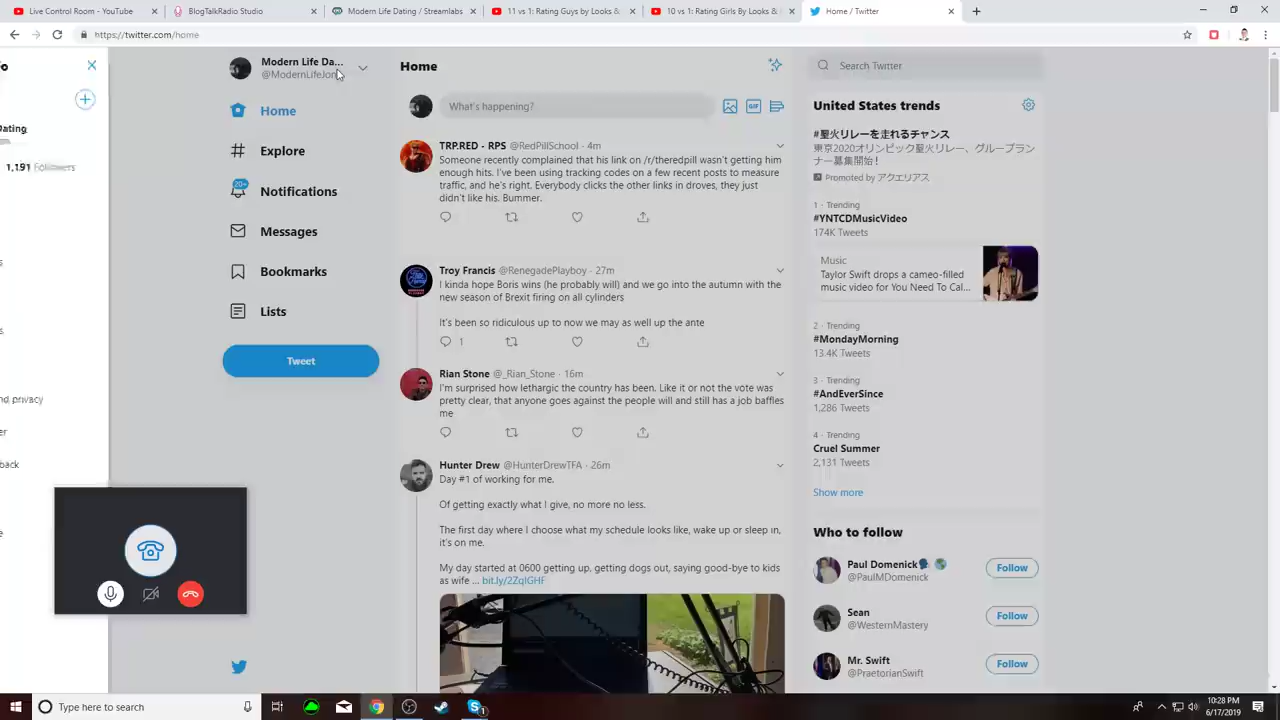 Live Control Room - YouTube
BlogTalkRadio Studio
Modern Life Dating / Streamlabs
11 vs 1: Rating Guys by Looks &
10 vs 1: Rating Girls By Looks &
Home / Twitter
https://twitter.com/home
Dating
1,191 Followers
nd privacy
Modern Life Da...
@ModernLifeJon
Home
Explore
20+
Notifications
Messages
Bookmarks
Lists
Tweet
Home
What's happening?
GIF
TRP.RED - RPS @RedPillSchool · 4m
Someone recently complained that his link on /r/theredpill wasn't getting him
enough hits. I've been using tracking codes on a few recent posts to measure
traffic, and he's right. Everybody clicks the other links in droves, they just
didn't like his. Bummer.
Troy Francis @RenegadePlayboy · 27m
I kinda hope Boris wins (he probably will) and we go into the autumn with the
new season of Brexit firing on all cylinders
It's been so ridiculous up to now we may as well up the ante
1
Rian Stone @_Rian_Stone · 16m
I'm surprised how lethargic the country has been. Like it or not the vote was
pretty clear, that anyone goes against the people will and still has a job baffles
me
Hunter Drew @HunterDrewTFA · 26m
Day #1 of working for me.
Of getting exactly what I give, no more no less.
The first day where I choose what my schedule looks like, wake up or sleep in,
it's on me.
My day started at 0600 getting up, getting dogs out, saying good-bye to kids
as wife ... bit.ly/2ZqIGHF
Search Twitter
United States trends
#聖火リレーを走れるチャンス
東京2020オリンピック聖火リレー、グループラン
ナー募集開始!
Promoted by アクエリアス
1 · Trending
#YNTCDMusicVideo
174K Tweets
Music
Taylor Swift drops a cameo-filled
music video for You Need To Cal...
2 · Trending
#MondayMorning
13.4K Tweets
3 · Trending
#AndEverSince
1,286 Tweets
4 · Trending
Cruel Summer
2,131 Tweets
Show more
Who to follow
Paul Domenick
@PaulMDomenick
Follow
Sean
@WesternMastery
Follow
Mr. Swift
@PraetorianSwift
Follow
Type here to search
10:28 PM
6/17/2019